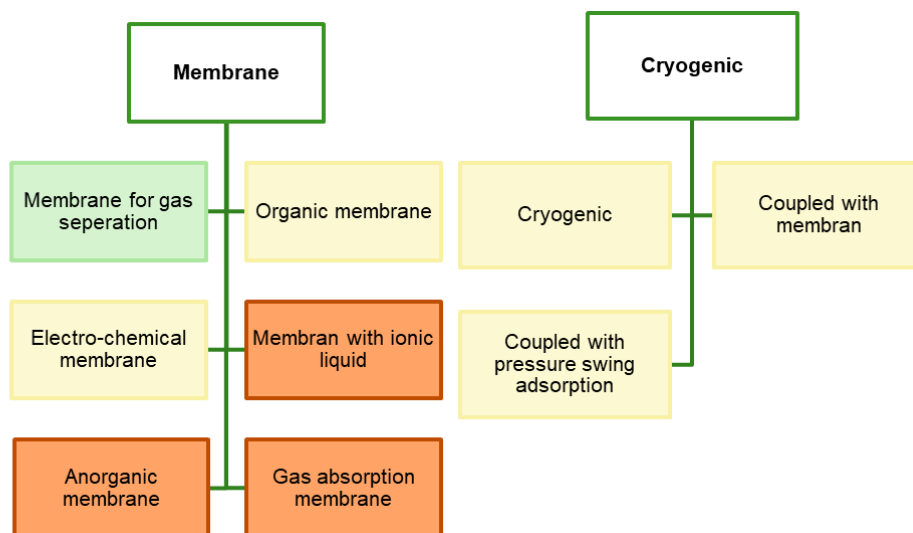 Membrane
Membrane for gas
seperation
Organic membrane
Electro-chemical
membrane
Membran with ionic
liquid
Anorganic
membrane
Gas absorption
membrane
Cryogenic
Cryogenic
Coupled with
membran
Coupled with
pressure swing
adsorption